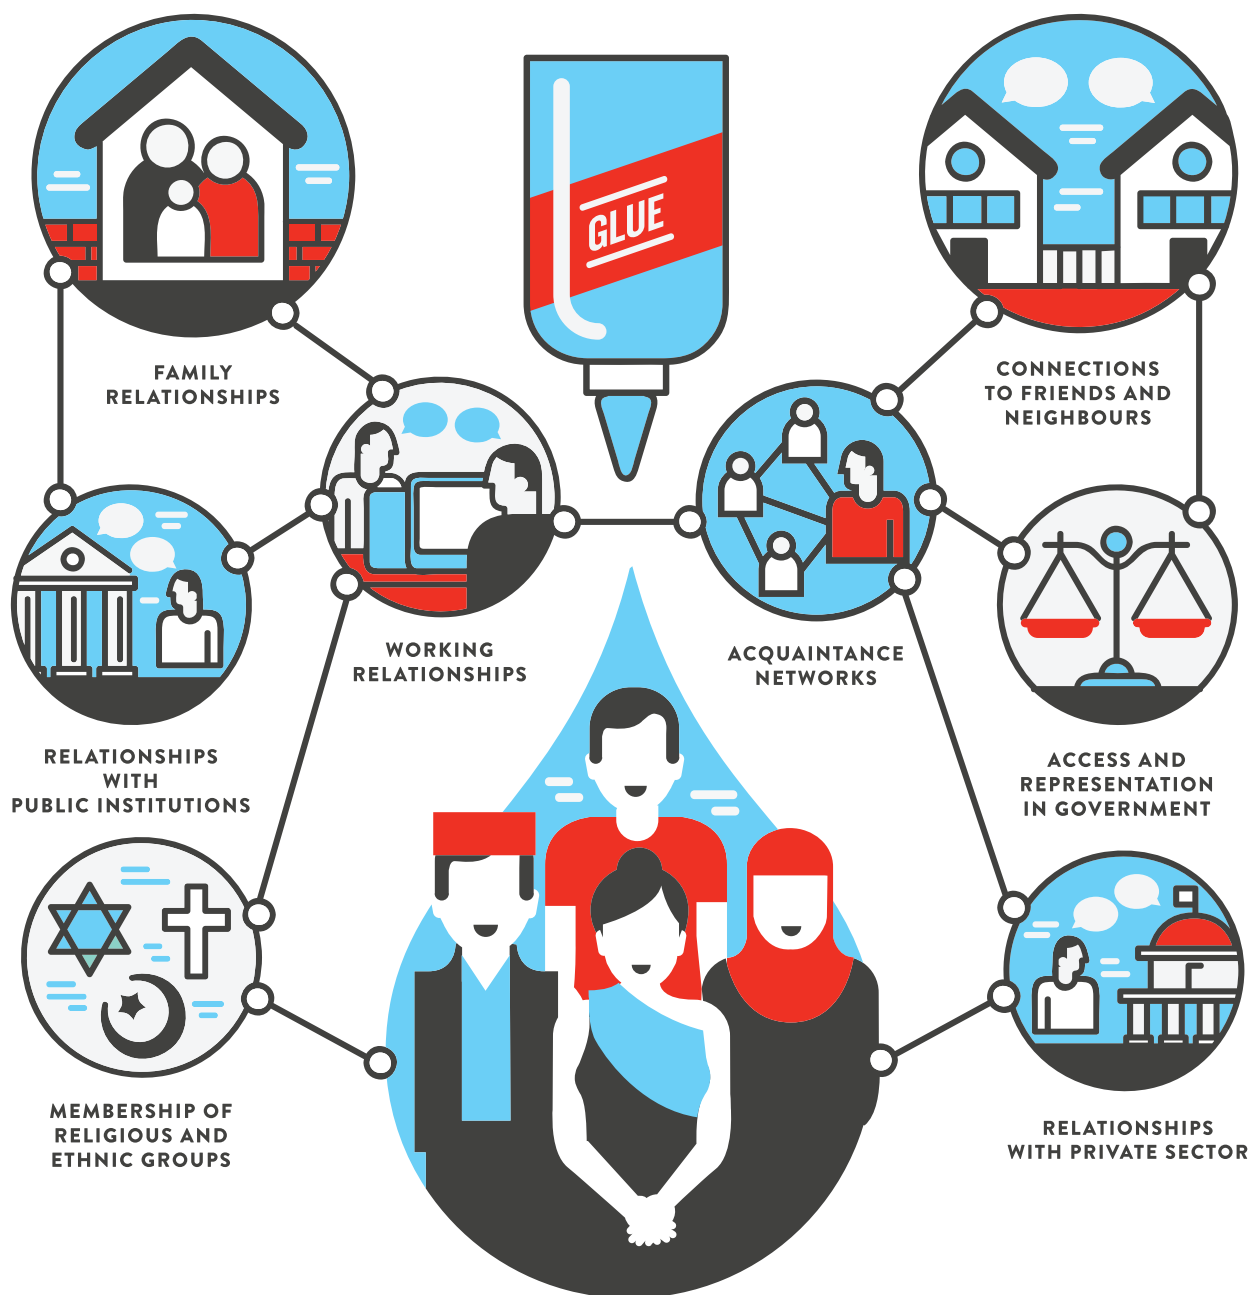 GLUE
FAMILY
RELATIONSHIPS
CONNECTIONS
TO FRIENDS AND
NEIGHBOURS
WORKING
RELATIONSHIPS
ACQUAINTANCE
NETWORKS
RELATIONSHIPS
WITH
PUBLIC INSTITUTIONS
ACCESS AND
REPRESENTATION
IN GOVERNMENT
MEMBERSHIP OF
RELIGIOUS AND
ETHNIC GROUPS
RELATIONSHIPS
WITH PRIVATE SECTOR